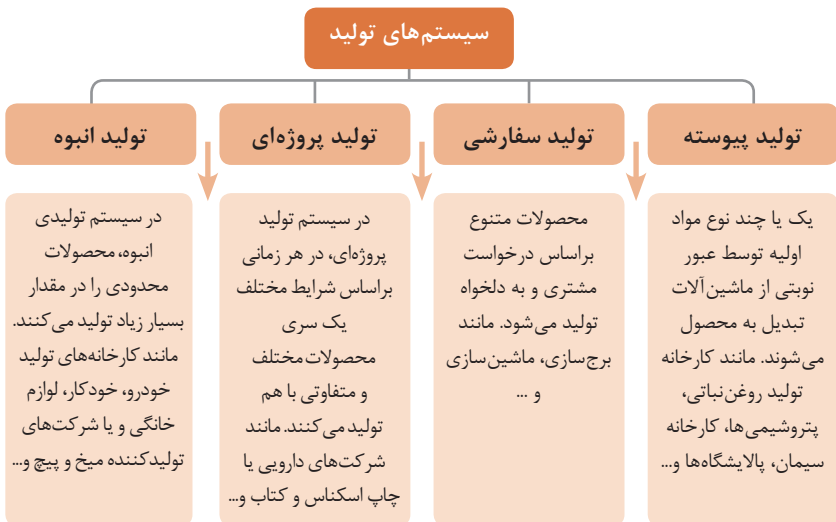 سیستم‌های تولید
تولید پیوسته
تولید سفارشی
تولید پروژه‌ای
تولید انبوه
یک یا چند نوع مواد
اولیه توسط عبور
نوبتی از ماشین‌آلات
تبدیل به محصول
می‌شوند. مانند کارخانه
تولید روغن‌نباتی،
پتروشیمی‌ها، کارخانه
سیمان، پالایشگاه‌ها و...
محصولات متنوع
براساس درخواست
مشتری و به دلخواه
تولید می‌شود. مانند
برج‌سازی، ماشین‌سازی
و ...
در سیستم تولید
پروژه‌ای، در هر زمانی
براساس شرایط مختلف
یک سری
محصولات مختلف
و متفاوتی با هم
تولید می‌کنند. مانند
شرکت‌های دارویی یا
چاپ اسکناس و کتاب و...
در سیستم تولیدی
انبوه، محصولات
محدودی را در مقدار
بسیار زیاد تولید می‌کنند.
مانند کارخانه‌های تولید
خودرو، خودکار، لوازم
خانگی و یا شرکت‌های
تولیدکننده میخ و پیچ و...